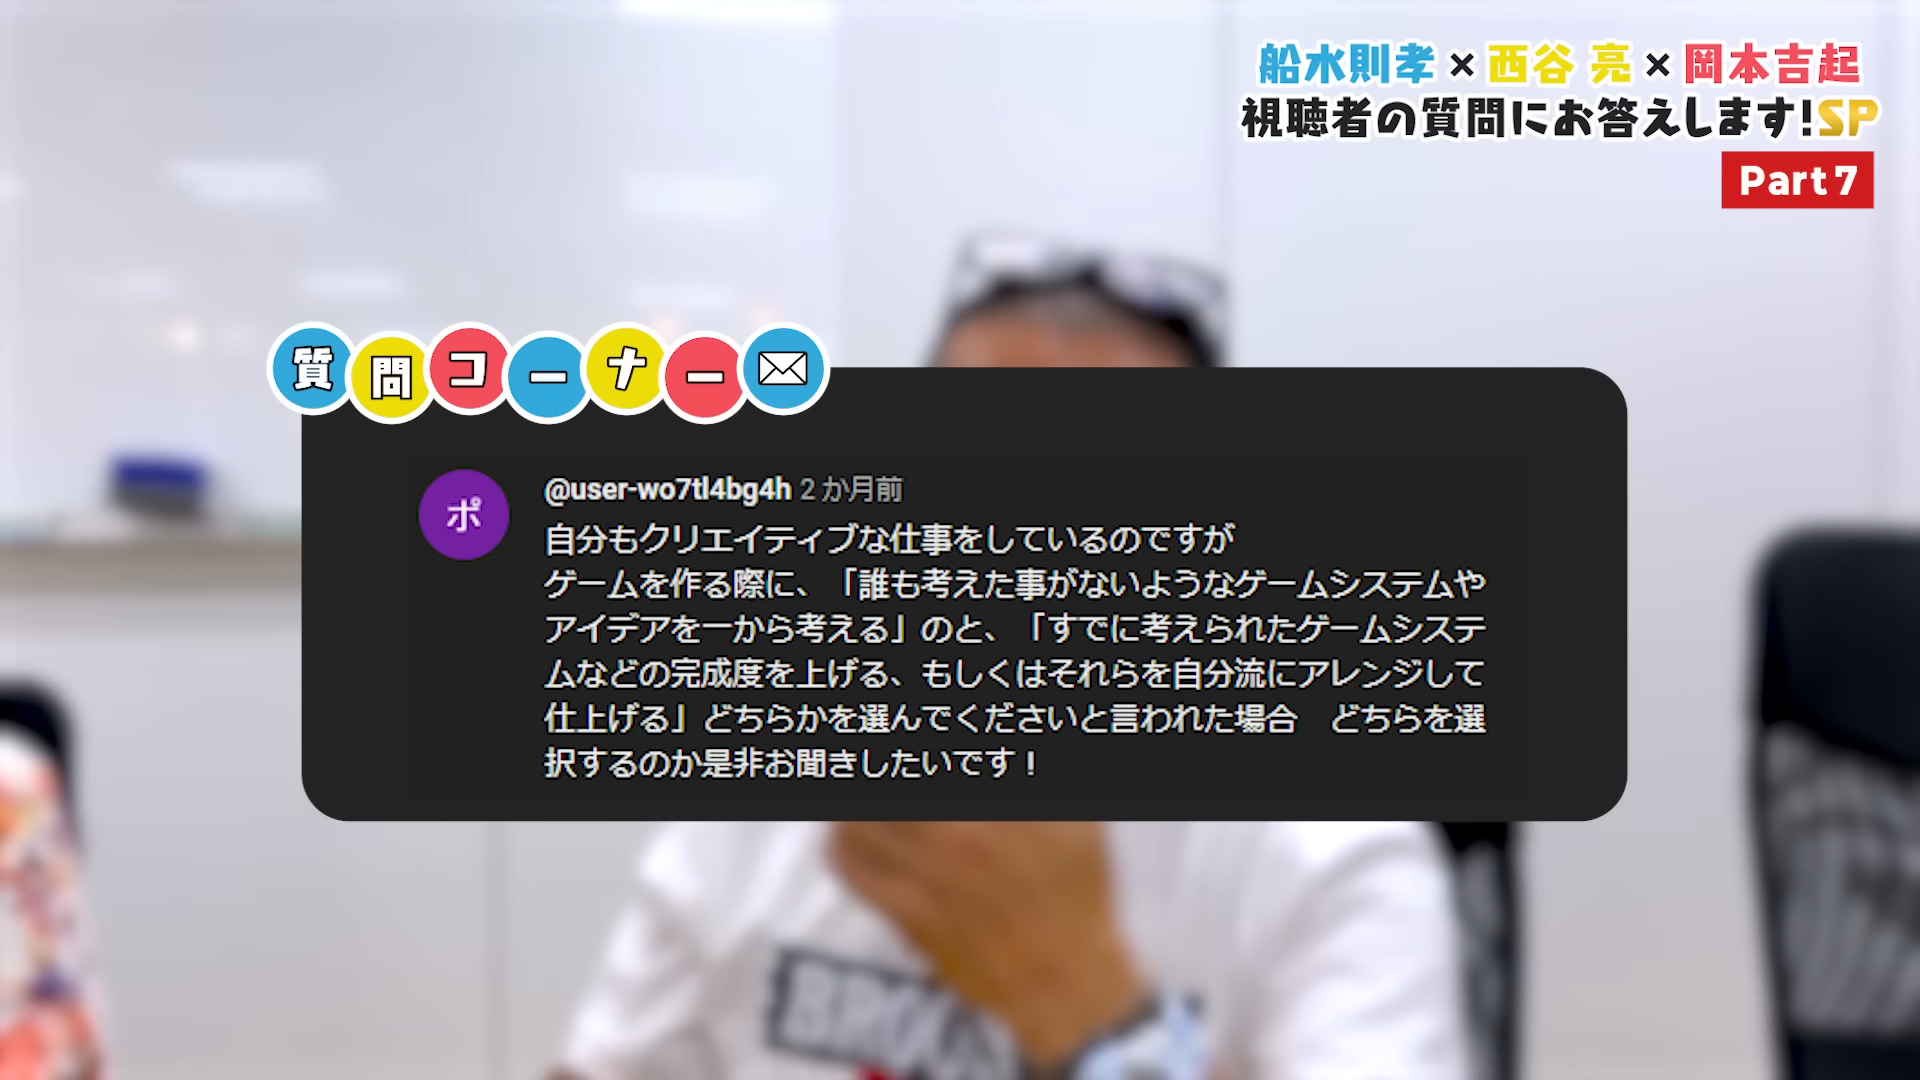 船水則孝×西谷 亮×岡本吉起
視聴者の質問にお答えします!SP
Part7
質問コーナー
ポ
@user-wo7tl4bg4h 2 か月前
自分もクリエイティブな仕事をしているのですが
ゲームを作る際に、「誰も考えた事がないようなゲームシステムや
アイデアを一から考える」のと、「すでに考えられたゲームシステ
ムなどの完成度を上げる、もしくはそれらを自分流にアレンジして
仕上げる」どちらかを選んでくださいと言われた場合　どちらを選
択するのか是非お聞きしたいです！